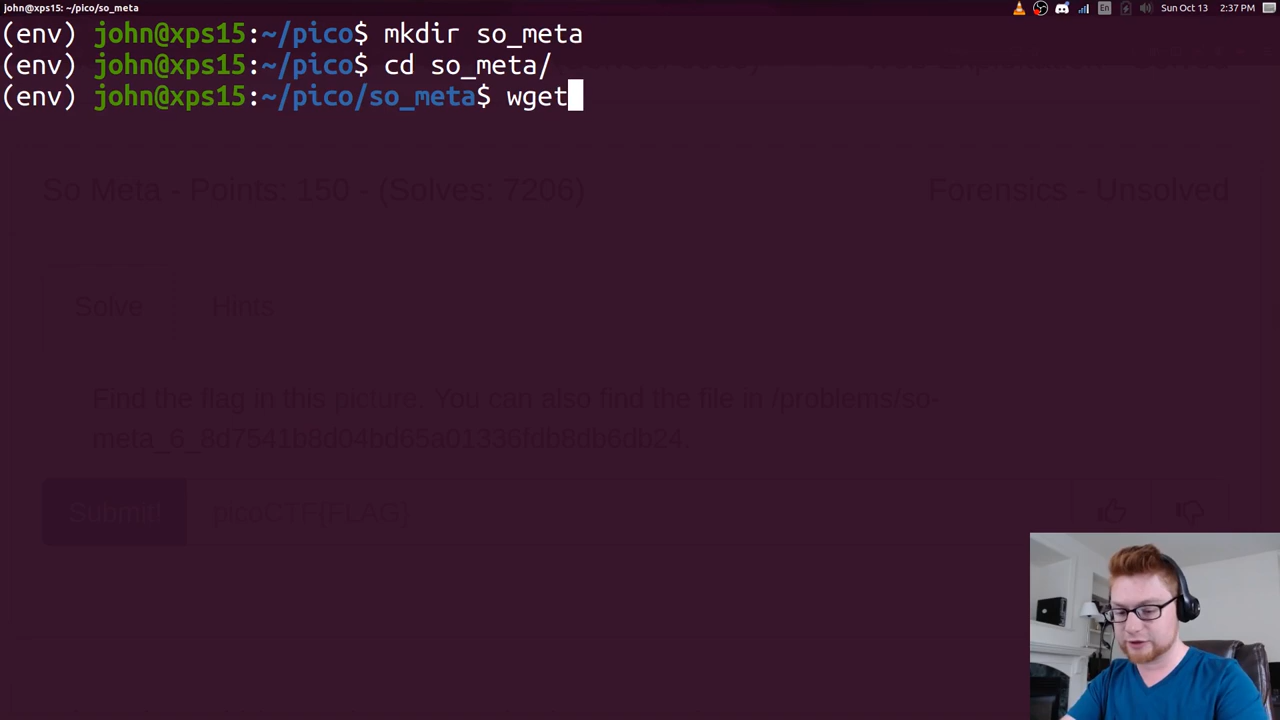 john@xps15: ~/pico/so_meta
En
Sun Oct 13
2:37 PM
(env) john@xps15:~/pico$ mkdir so_meta
(env) john@xps15:~/pico$ cd so_meta/
(env) john@xps15:~/pico/so_meta$ wget
So Meta - Points: 150 - (Solves: 7206)
Forensics - Unsolved
Solve
Hints
Find the flag in this picture. You can also find the file in /problems/so-
meta_6_8d7541b8d04bd65a01336fdb8db6db24.
Submit!
picoCTF{FLAG}